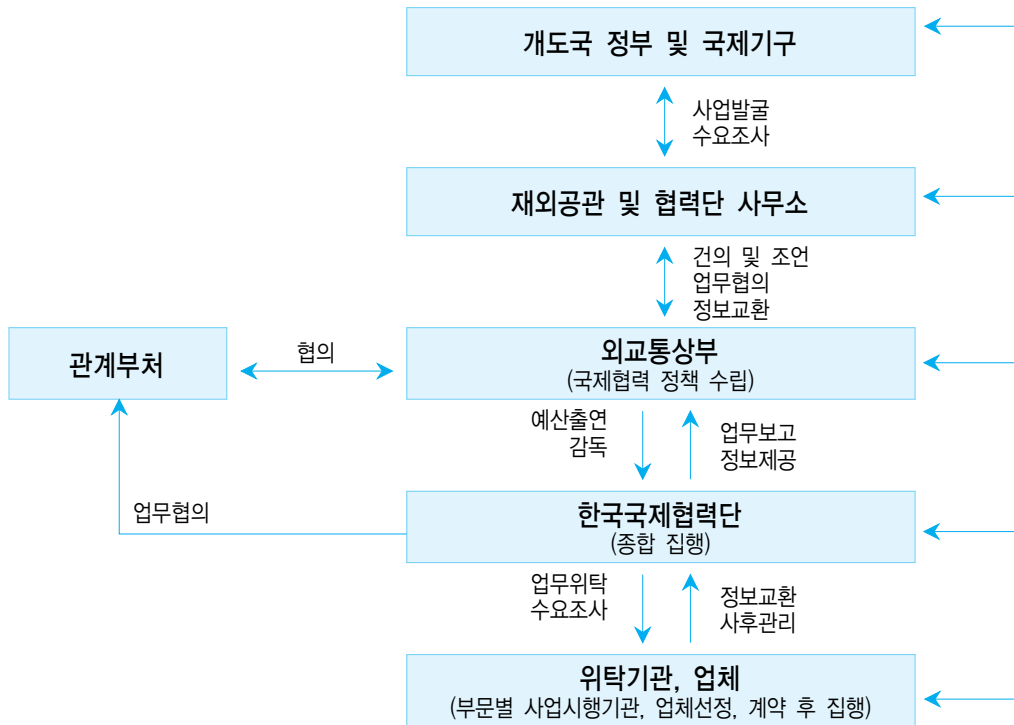 개도국 정부 및 국제기구
사업발굴
수요조사
재외공관 및 협력단 사무소
건의 및 조언
업무협의
정보교환
관계부처
협의
외교통상부
(국제협력 정책 수립)
예산출연
감독
업무보고
정보제공
업무협의
한국국제협력단
(종합 집행)
업무위탁
수요조사
정보교환
사후관리
위탁기관, 업체
(부문별 사업시행기관, 업체선정, 계약 후 집행)